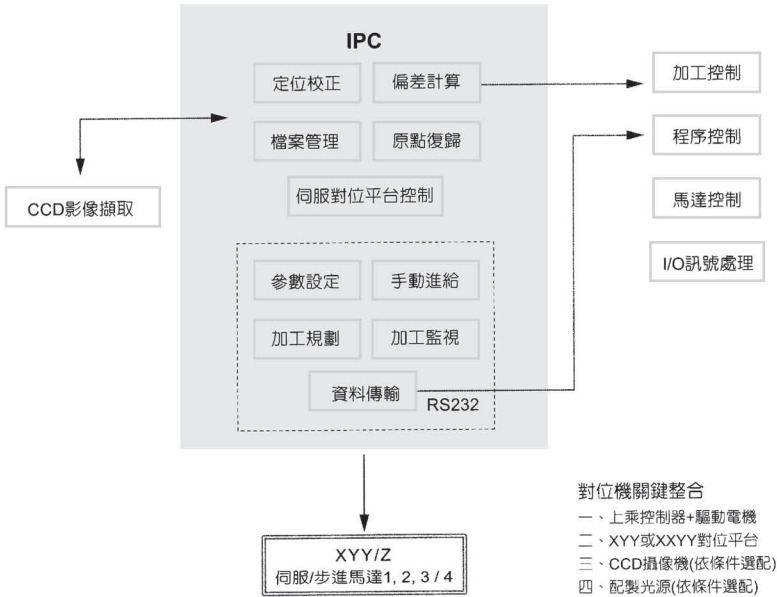 IPC
定位校正
偏差計算
檔案管理
原點復歸
伺服對位平台控制
參數設定
手動進給
加工規劃
加工監視
資料傳輸
RS232
CCD影像擷取
加工控制
程序控制
馬達控制
I/O訊號處理
XYY/Z
伺服/步進馬達1, 2, 3 / 4
對位機關鍵整合
一、上乘控制器+驅動電機
二、XYY或XXYY對位平台
三、CCD攝像機(依條件選配)
四、配製光源(依條件選配)